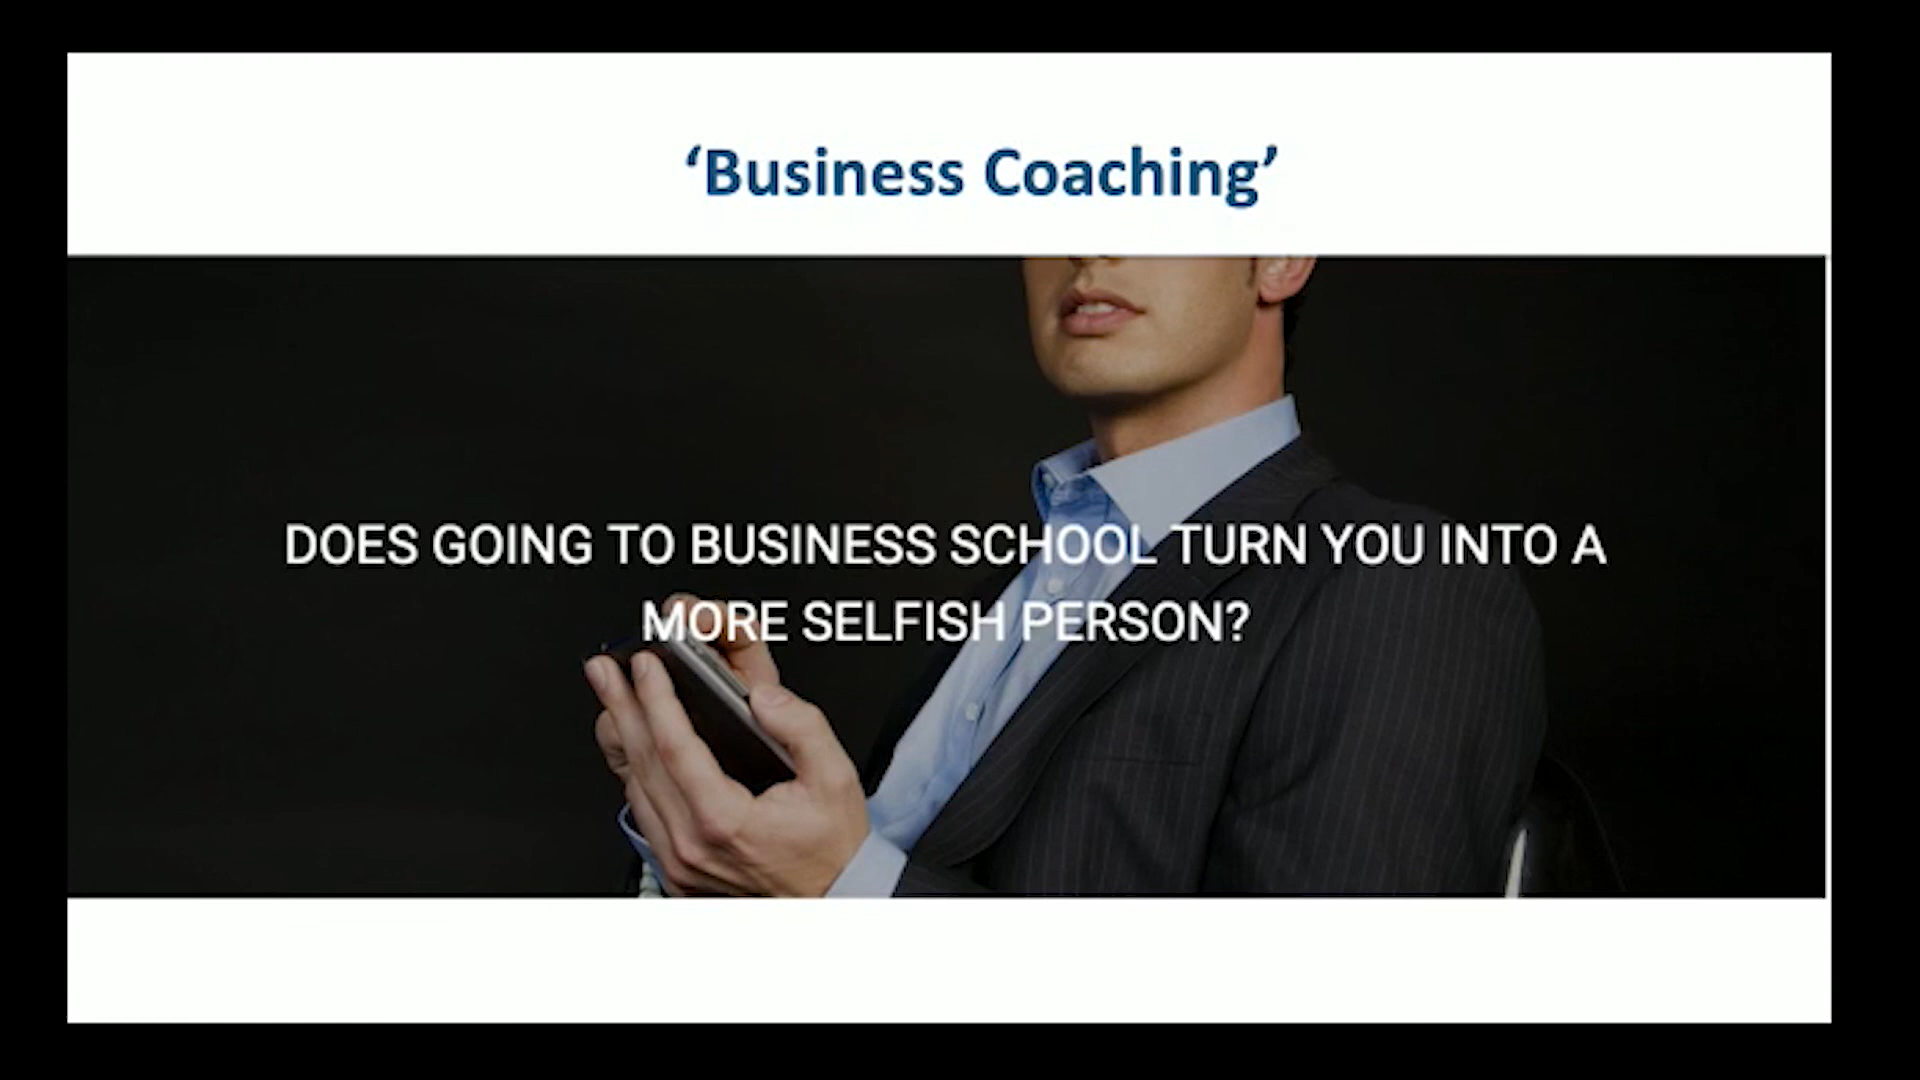 ‘Business Coaching’
DOES GOING TO BUSINESS SCHOOL TURN YOU INTO A
MORE SELFISH PERSON?